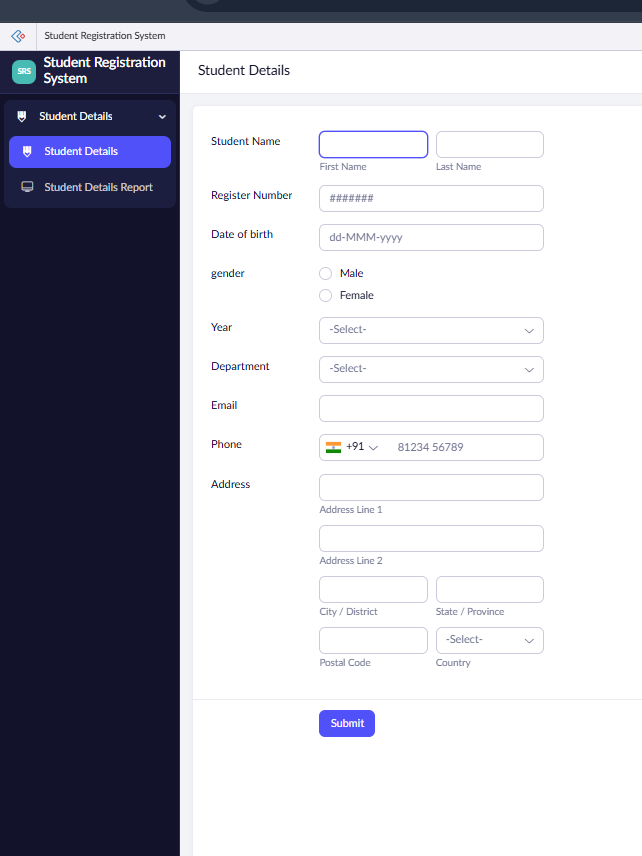 Student Registration System
SRS
Student Registration
System
Student Details
Student Details
Student Details Report
Student Details
Student Name
First Name
Last Name
Register Number
#######
Date of birth
dd-MMM-yyyy
gender
Male
Female
Year
-Select-
Department
-Select-
Email
Phone
+91
81234 56789
Address
Address Line 1
Address Line 2
City / District
State / Province
-Select-
Postal Code
Country
Submit